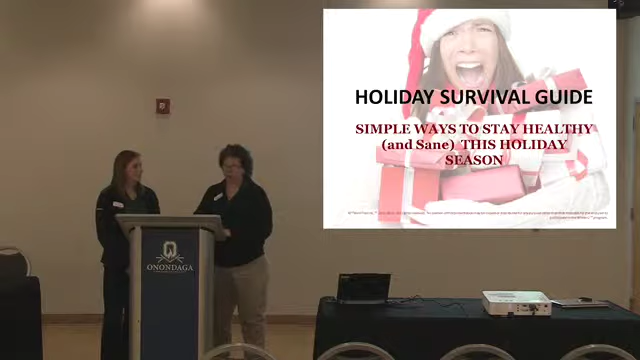 HOLIDAY SURVIVAL GUIDE
SIMPLE WAYS TO STAY HEALTHY
(and Sane) THIS HOLIDAY
SEASON
ONONDAGA